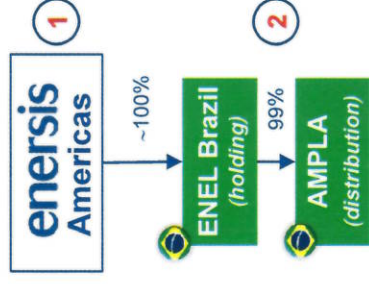 1
enersis
Americas
~100%
ENEL Brazil
(holding)
2
99%
AMPLA
(distribution)